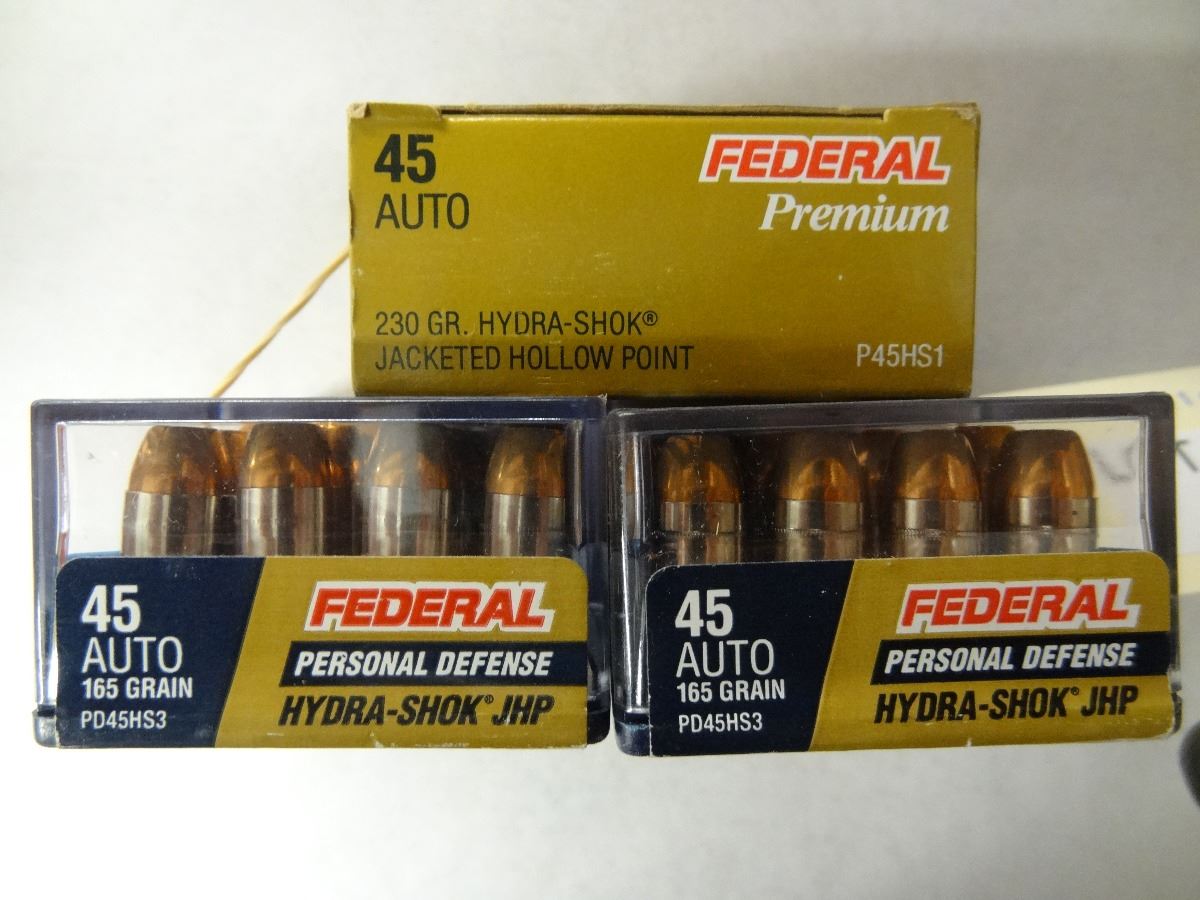 45
AUTO
FEDERAL
Premium
230 GR. HYDRA-SHOK®
JACKETED HOLLOW POINT
P45HS1
45
AUTO
165 GRAIN
PD45HS3
FEDERAL
PERSONAL DEFENSE
HYDRA-SHOK® JHP
45
AUTO
165 GRAIN
PD45HS3
FEDERAL
PERSONAL DEFENSE
HYDRA-SHOK® JHP